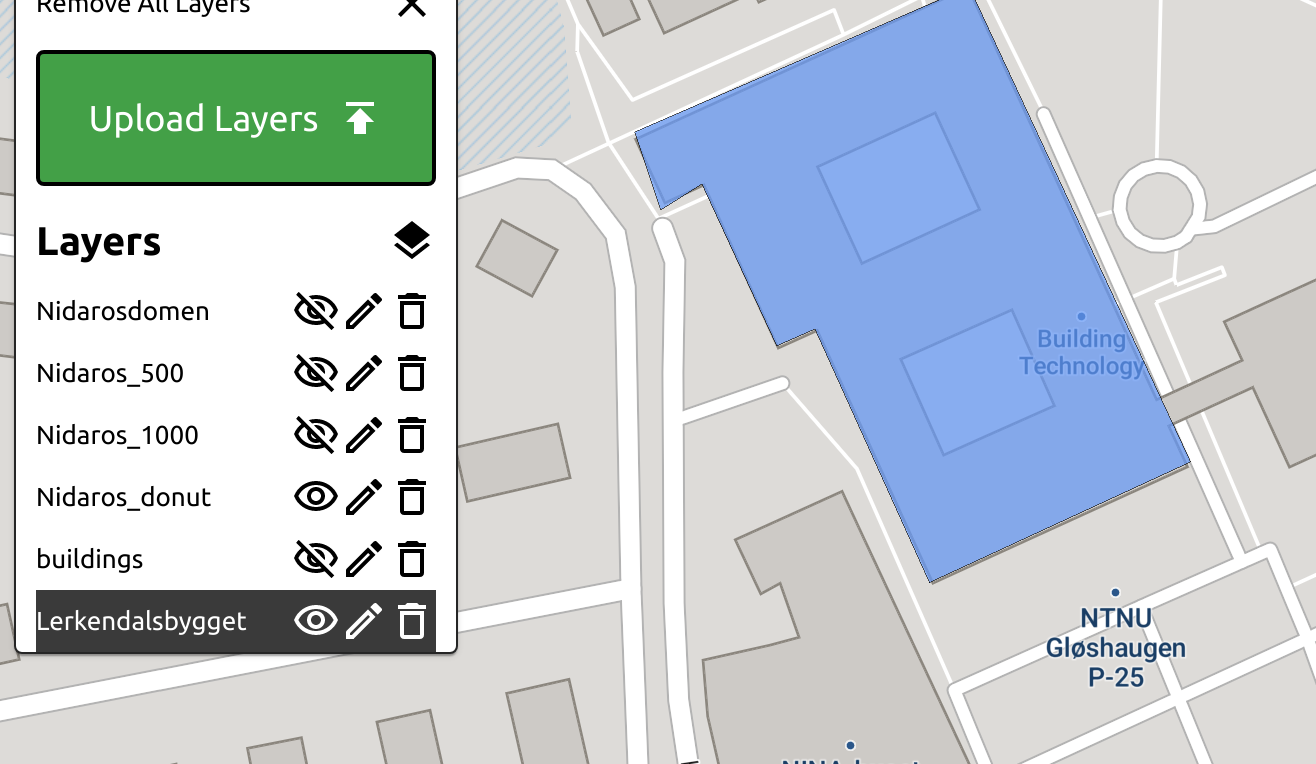 Remove All Layers
Upload Layers
Layers
Nidarosdomen
Nidaros_500
Nidaros_1000
Nidaros_donut
buildings
Lerkendalsbygget
Building
Technology
NTNU
Gløshaugen
P-25